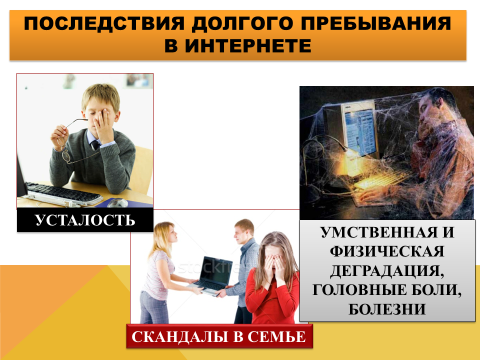 ПОСЛЕДСТВИЯ ДОЛГОГО ПРЕБЫВАНИЯ
В ИНТЕРНЕТЕ
УСТАЛОСТЬ
СКАНДАЛЫ В СЕМЬЕ
УМСТВЕННАЯ И
ФИЗИЧЕСКАЯ
ДЕГРАДАЦИЯ,
ГОЛОВНЫЕ БОЛИ,
БОЛЕЗНИ